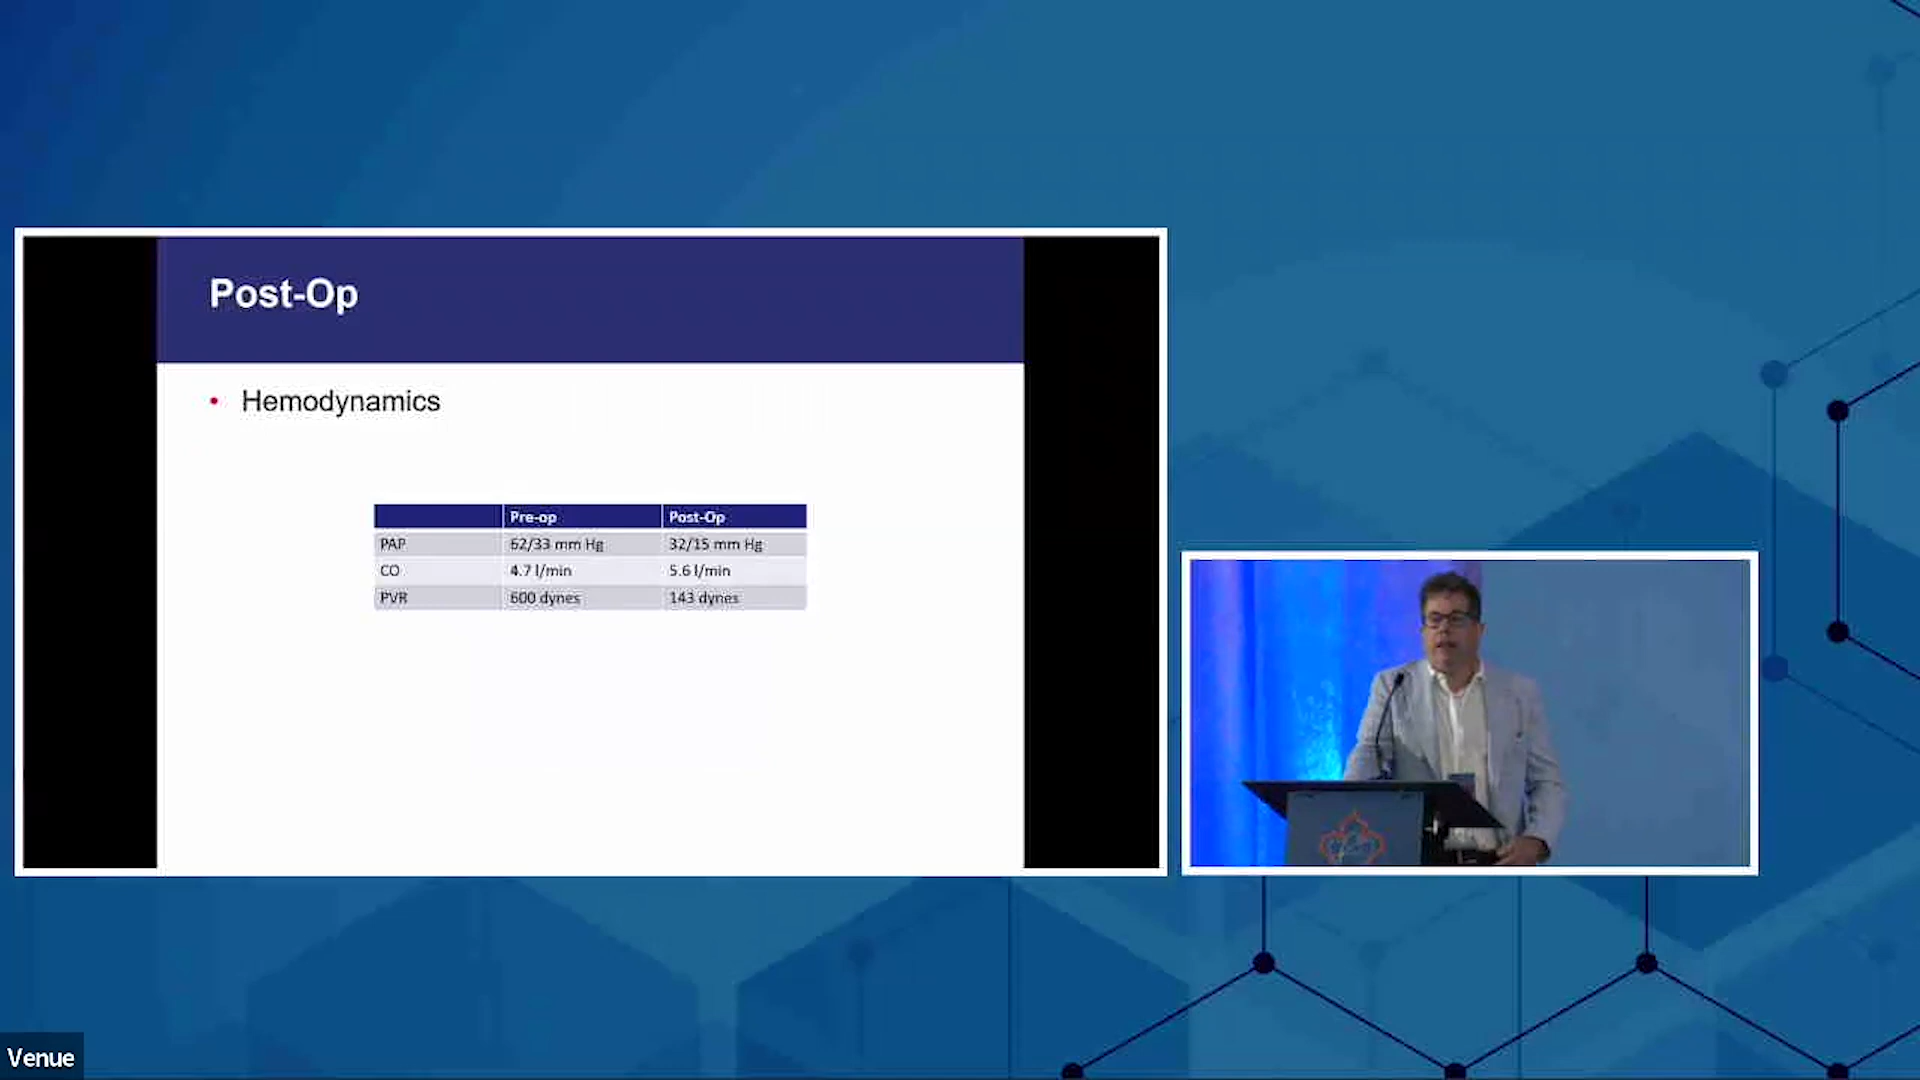 Post-Op
• Hemodynamics
Pre-op Post-Op
PAP 62/33 mm Hg 32/15 mm Hg
CO 4.7 l/min 5.6 l/min
PVR 600 dynes 143 dynes
Venue